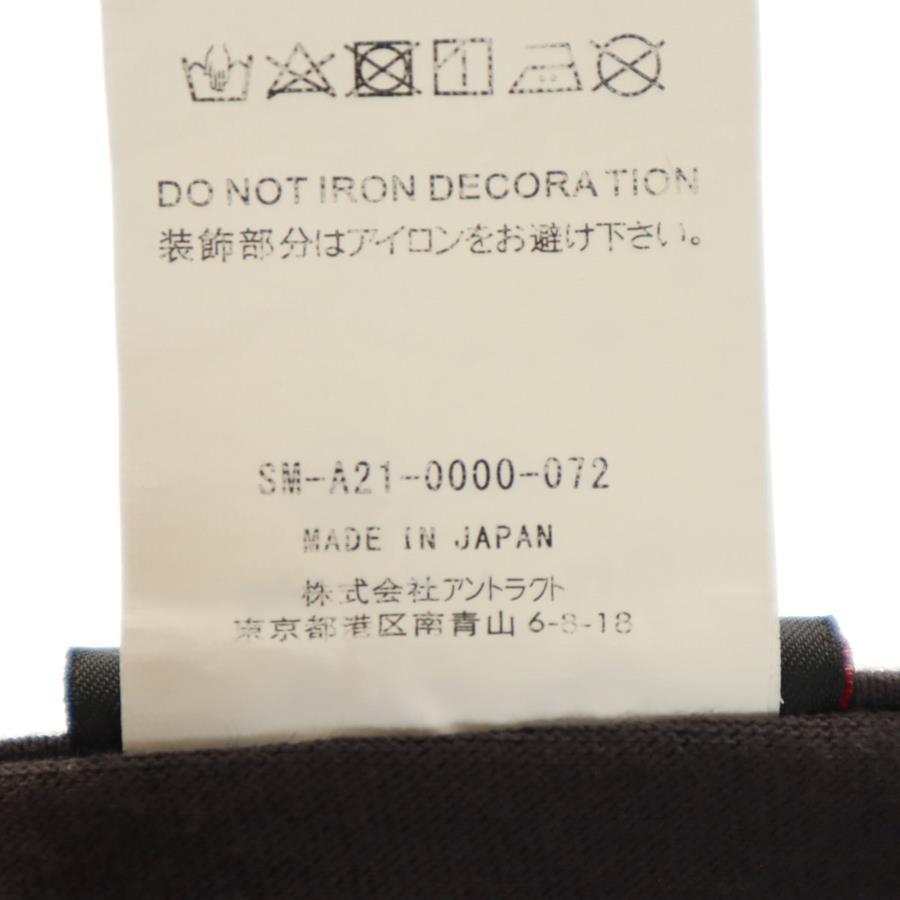 DO NOT IRON DECORATION
装飾部分はアイロンをお避け下さい。
SM-A21-0000-072
MADE IN JAPAN
株式会社アントラクト
東京都港区南青山 6-8-18